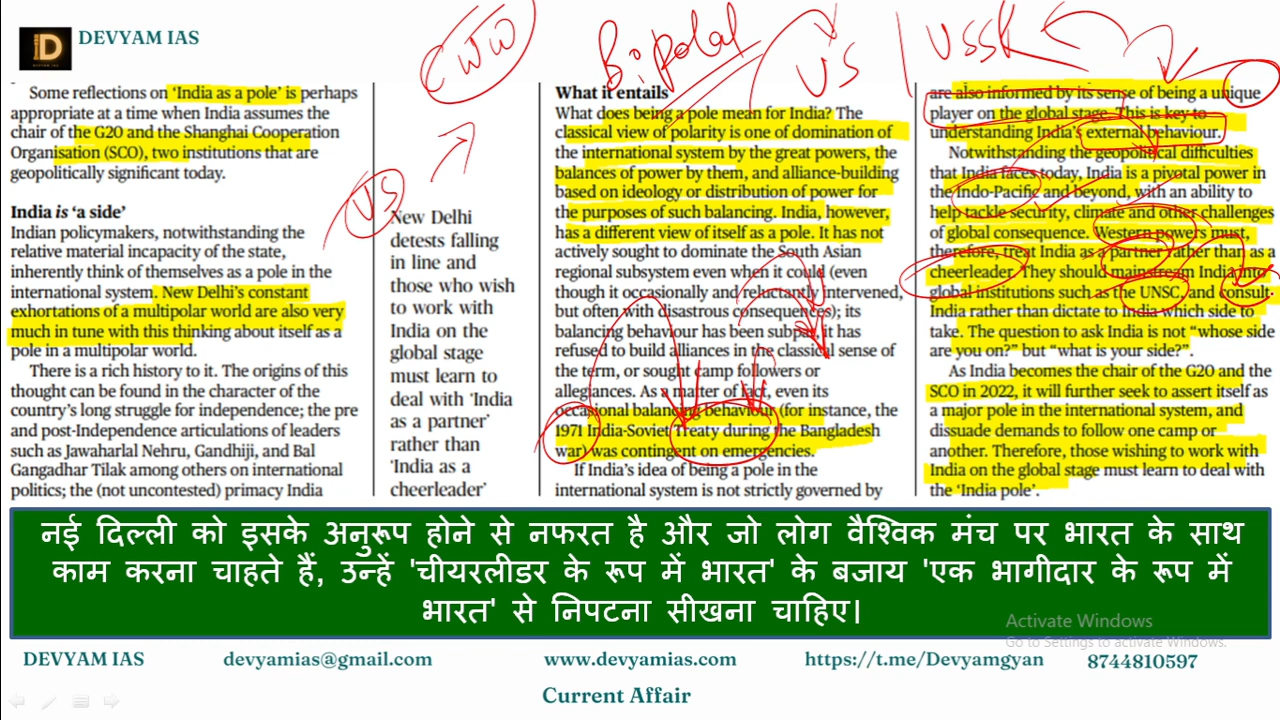 DEVYAM IAS
CWW
Bipolal
US
USSR
US
Some reflections on ‘India as a pole’ is perhaps
appropriate at a time when India assumes the
chair of the G20 and the Shanghai Cooperation
Organisation (SCO), two institutions that are
geopolitically significant today.
India is ‘a side’
Indian policymakers, notwithstanding the
relative material incapacity of the state,
inherently think of themselves as a pole in the
international system. New Delhi’s constant
exhortations of a multipolar world are also very
much in tune with this thinking about itself as a
pole in a multipolar world.
There is a rich history to it. The origins of this
thought can be found in the character of the
country’s long struggle for independence; the pre
and post-Independence articulations of leaders
such as Jawaharlal Nehru, Gandhiji, and Bal
Gangadhar Tilak among others on international
politics; the (not uncontested) primacy India
New Delhi
detests falling
in line and
those who wish
to work with
India on the
global stage
must learn to
deal with ‘India
as a partner’
rather than
‘India as a
cheerleader’
What it entails
What does being a pole mean for India? The
classical view of polarity is one of domination of
the international system by the great powers, the
balances of power by them, and alliance-building
based on ideology or distribution of power for
the purposes of such balancing. India, however,
has a different view of itself as a pole. It has not
actively sought to dominate the South Asian
regional subsystem even when it could (even
though it occasionally and reluctantly intervened,
but often with disastrous consequences); its
balancing behaviour has been subpar, it has
refused to build alliances in the classical sense of
the term, or sought camp followers or
allegiances. As a matter of fact, even its
occasional balancing behaviour (for instance, the
1971 India-Soviet Treaty during the Bangladesh
war) was contingent on emergencies.
If India’s idea of being a pole in the
international system is not strictly governed by
are also informed by its sense of being a unique
player on the global stage. This is key to
understanding India’s external behaviour.
Notwithstanding the geopolitical difficulties
that India faces today, India is a pivotal power in
the Indo-Pacific and beyond, with an ability to
help tackle security, climate and other challenges
of global consequence. Western powers must,
therefore, treat India as a partner rather than as a
cheerleader. They should mainstream India into
global institutions such as the UNSC, and consult
India rather than dictate to India which side to
take. The question to ask India is not “whose side
are you on?” but “what is your side?”.
As India becomes the chair of the G20 and the
SCO in 2022, it will further seek to assert itself as
a major pole in the international system, and
dissuade demands to follow one camp or
another. Therefore, those wishing to work with
India on the global stage must learn to deal with
the ‘India pole’.
नई दिल्ली को इसके अनुरूप होने से नफरत है और जो लोग वैश्विक मंच पर भारत के साथ
काम करना चाहते हैं, उन्हें 'चीयरलीडर के रूप में भारत' के बजाय 'एक भागीदार के रूप में
भारत' से निपटना सीखना चाहिए।
Activate Windows
Go to Settings to activate Windows.
DEVYAM IAS devyamias@gmail.com www.devyamias.com https://t.me/Devyamgyan 8744810597
Current Affair